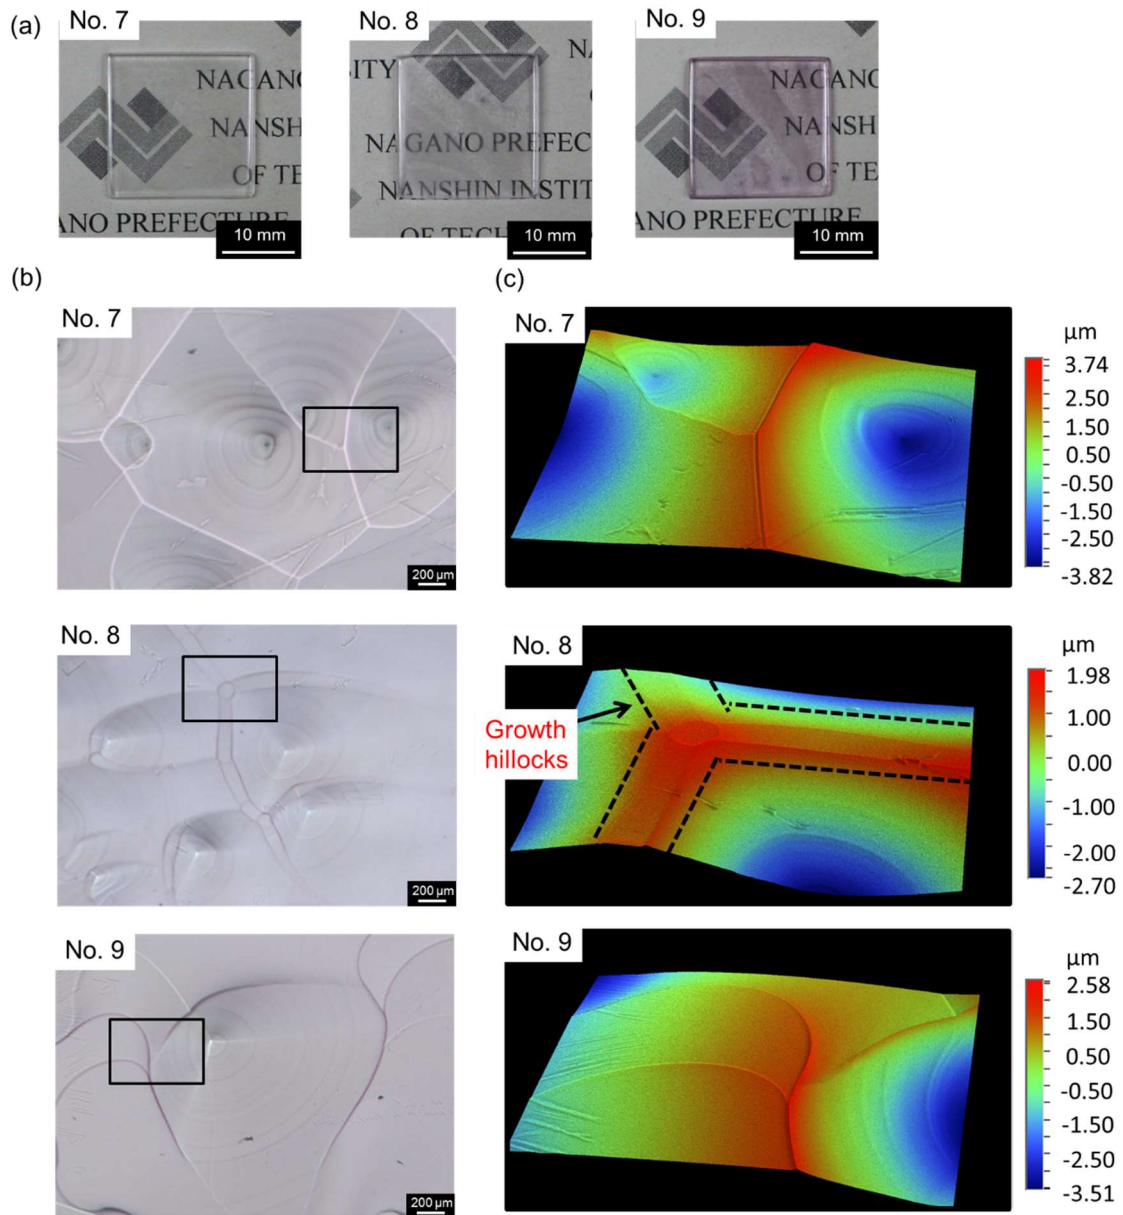 (a)
No. 7
No. 8
No. 9
NAGANO
NANSH
OF TE
ANO PREFECTURE
10 mm
ITY
NA
NAGANO PREFEC
NANSHIN INSTIT
OF TECH
10 mm
NAGAN
NANSH
OF TE
ANO PREFECTURE
10 mm
(b)
No. 7
200 µm
No. 8
200 µm
No. 9
200 µm
(c)
No. 7
µm
3.74
2.50
1.50
0.50
-0.50
-1.50
-2.50
-3.82
No. 8
Growth
hillocks
µm
1.98
1.00
0.00
-1.00
-2.00
-2.70
No. 9
µm
2.58
1.50
0.50
-0.50
-1.50
-2.50
-3.51